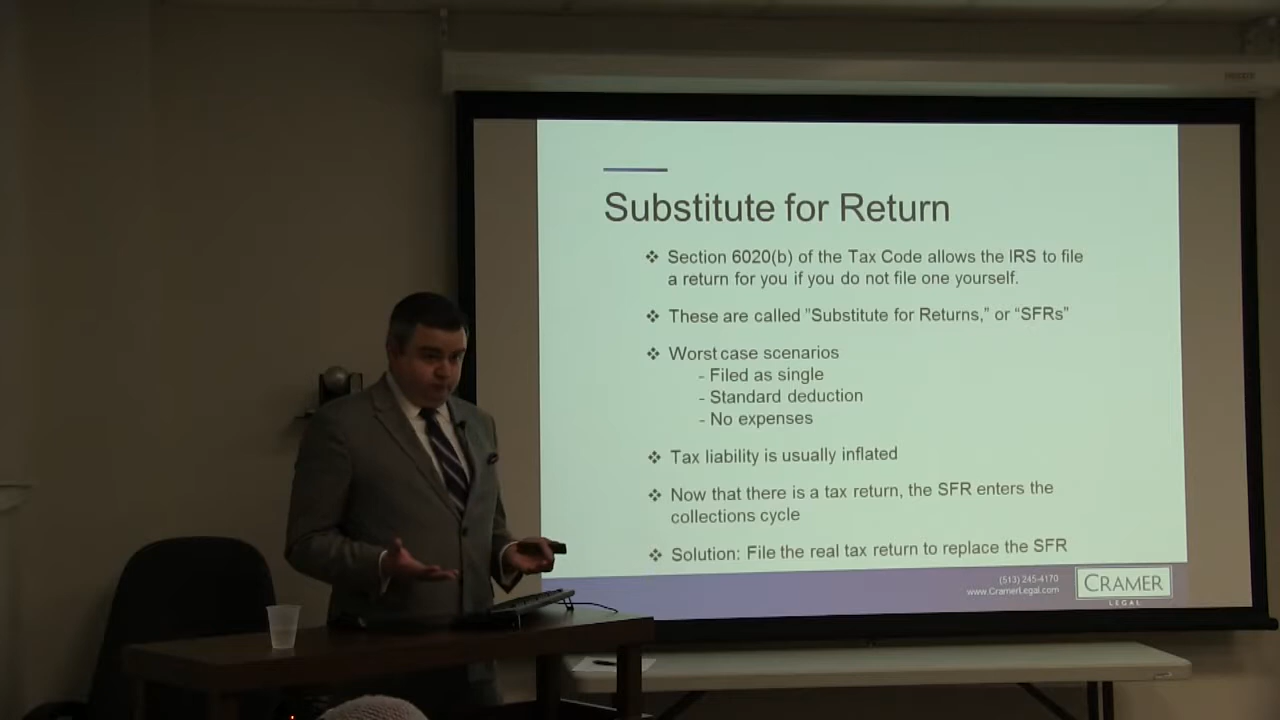 Substitute for Return
❖ Section 6020(b) of the Tax Code allows the IRS to file
a return for you if you do not file one yourself.
❖ These are called "Substitute for Returns," or “SFRs”
❖ Worst case scenarios
- Filed as single
- Standard deduction
- No expenses
❖ Tax liability is usually inflated
❖ Now that there is a tax return, the SFR enters the
collections cycle
❖ Solution: File the real tax return to replace the SFR
(513) 245-4170
www.CramerLegal.com
CRAMER
LEGAL